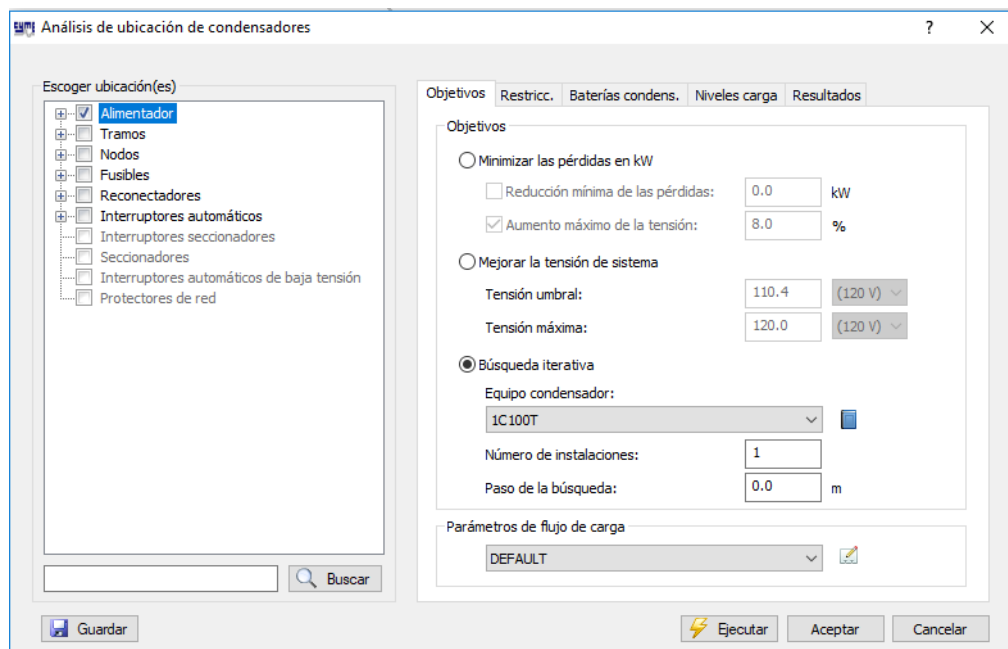 Análisis de ubicación de condensadores
?
Escoger ubicación(es)
Alimentador
Tramos
Nodos
Fusibles
Reconectadores
Interruptores automáticos
Interruptores seccionadores
Seccionadores
Interruptores automáticos de baja tensión
Protectores de red
Buscar
Objetivos Restricc. Baterías condens. Niveles carga Resultados
Objetivos
Minimizar las pérdidas en kW
Reducción mínima de las pérdidas: 0.0 kW
Aumento máximo de la tensión: 8.0 %
Mejorar la tensión de sistema
Tensión umbral: 110.4 (120 V)
Tensión máxima: 120.0 (120 V)
Búsqueda iterativa
Equipo condensador:
1C100T
Número de instalaciones: 1
Paso de la búsqueda: 0.0 m
Parámetros de flujo de carga
DEFAULT
Guardar Ejecutar Aceptar Cancelar